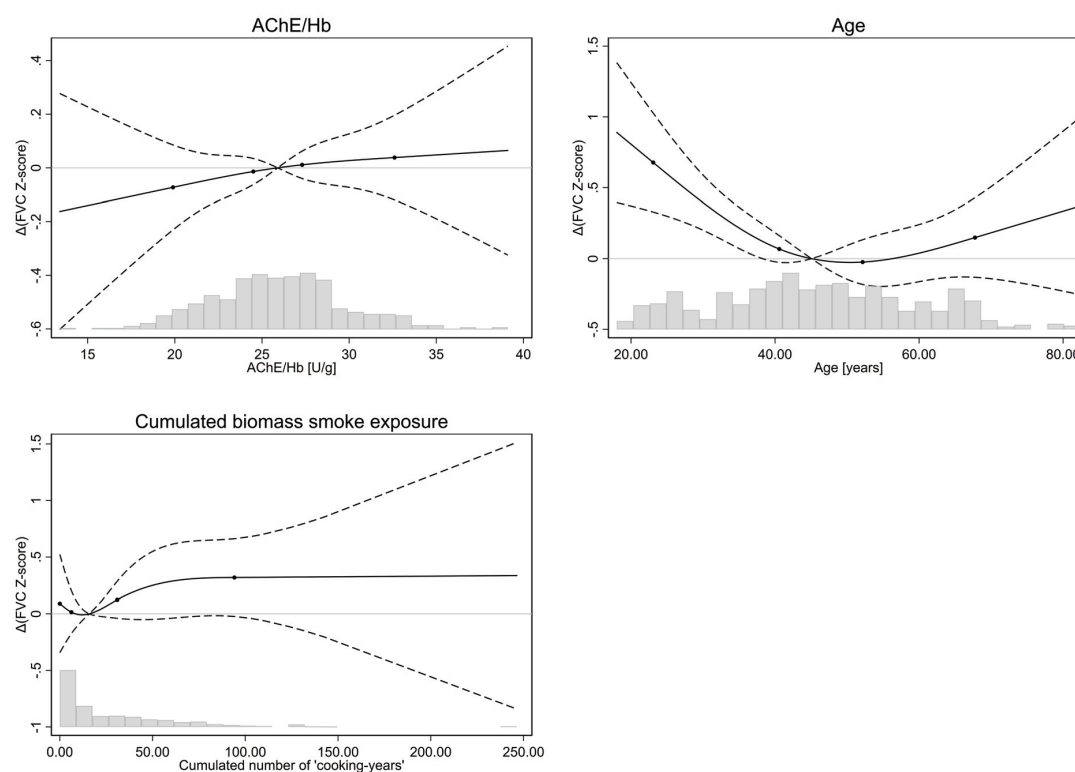 AChE/Hb
Δ(FVC Z-score)
.4
.2
0
-.2
-.4
-.6
15 20 25 30 35 40
AChE/Hb [U/g]
Age
Δ(FVC Z-score)
1.5
1
.5
0
-.5
20.00 40.00 60.00 80.00
Age [years]
Cumulated biomass smoke exposure
Δ(FVC Z-score)
1.5
1
.5
0
-.5
-1
0.00 50.00 100.00 150.00 200.00 250.00
Cumulated number of 'cooking-years'